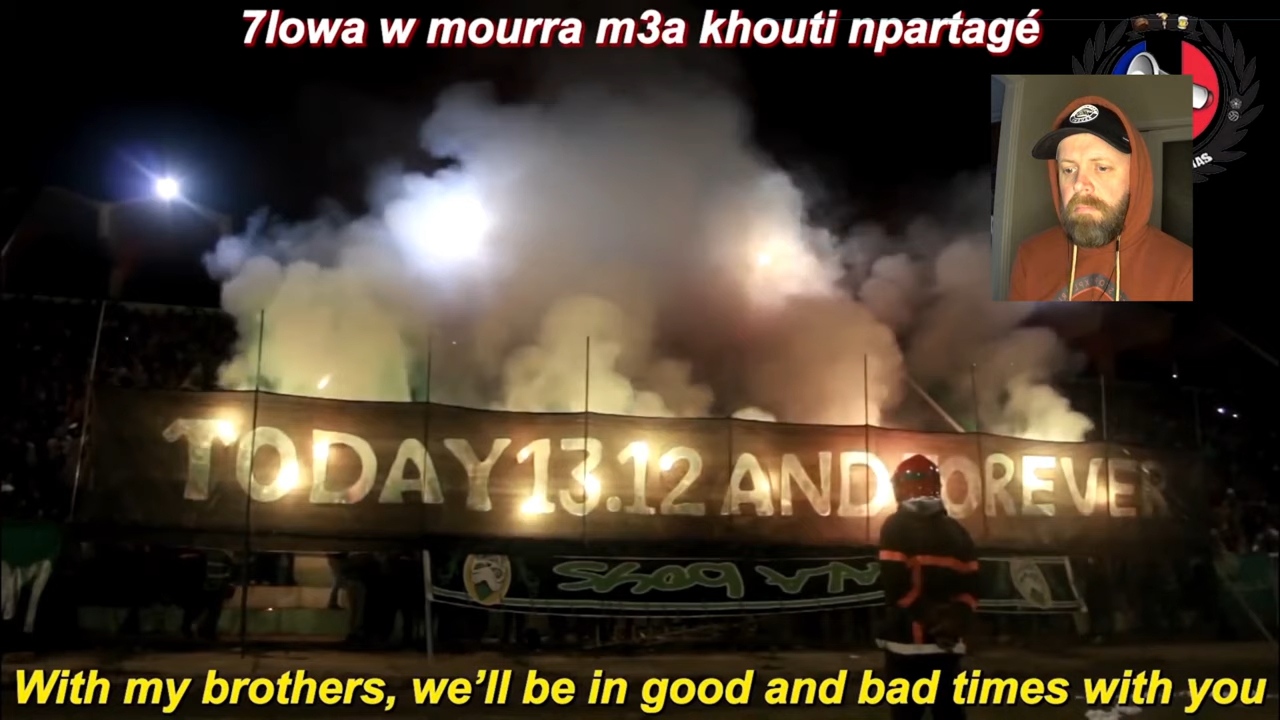 7lowa w mourra m3a khouti npartagé
AS
TODAY 13.12 AND FOREVER
With my brothers, we'll be in good and bad times with you